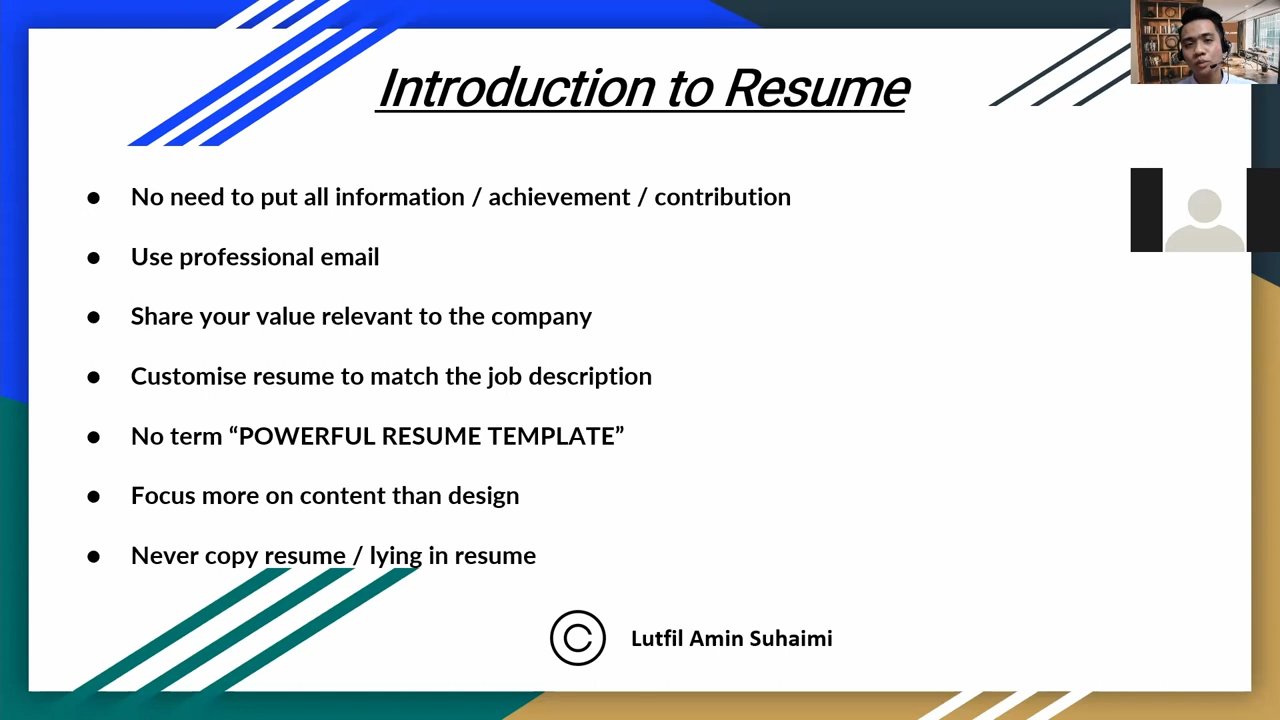 Introduction to Resume
● No need to put all information / achievement / contribution
● Use professional email
● Share your value relevant to the company
● Customise resume to match the job description
● No term “POWERFUL RESUME TEMPLATE”
● Focus more on content than design
● Never copy resume / lying in resume
© Lutfil Amin Suhaimi